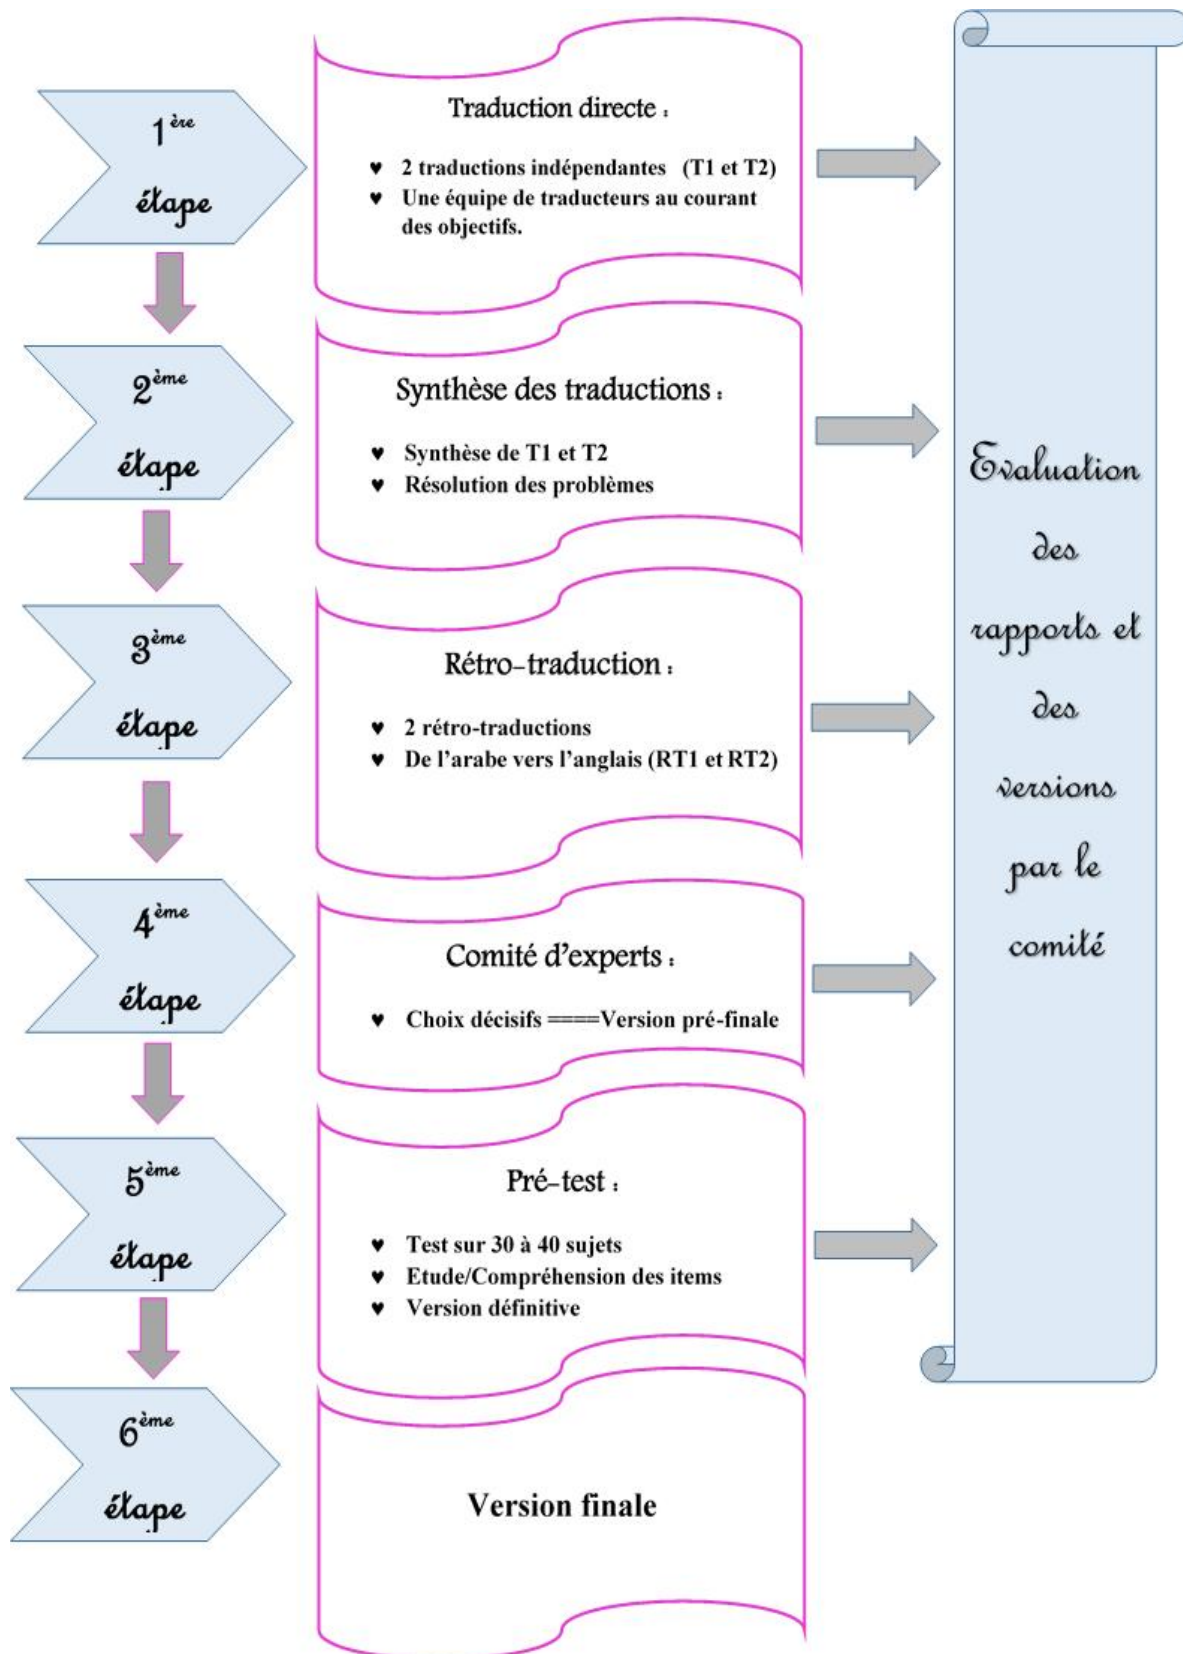 1ère
étape
Traduction directe :
♥ 2 traductions indépendantes (T1 et T2)
♥ Une équipe de traducteurs au courant
des objectifs.
2ème
étape
Synthèse des traductions :
♥ Synthèse de T1 et T2
♥ Résolution des problèmes
3ème
étape
Rétro-traduction :
♥ 2 rétro-traductions
♥ De l'arabe vers l'anglais (RT1 et RT2)
4ème
étape
Comité d'experts :
♥ Choix décisifs ====Version pré-finale
5ème
étape
Pré-test :
♥ Test sur 30 à 40 sujets
♥ Etude/Compréhension des items
♥ Version définitive
6ème
étape
Version finale
Evaluation
des
rapports et
des
versions
par le
comité